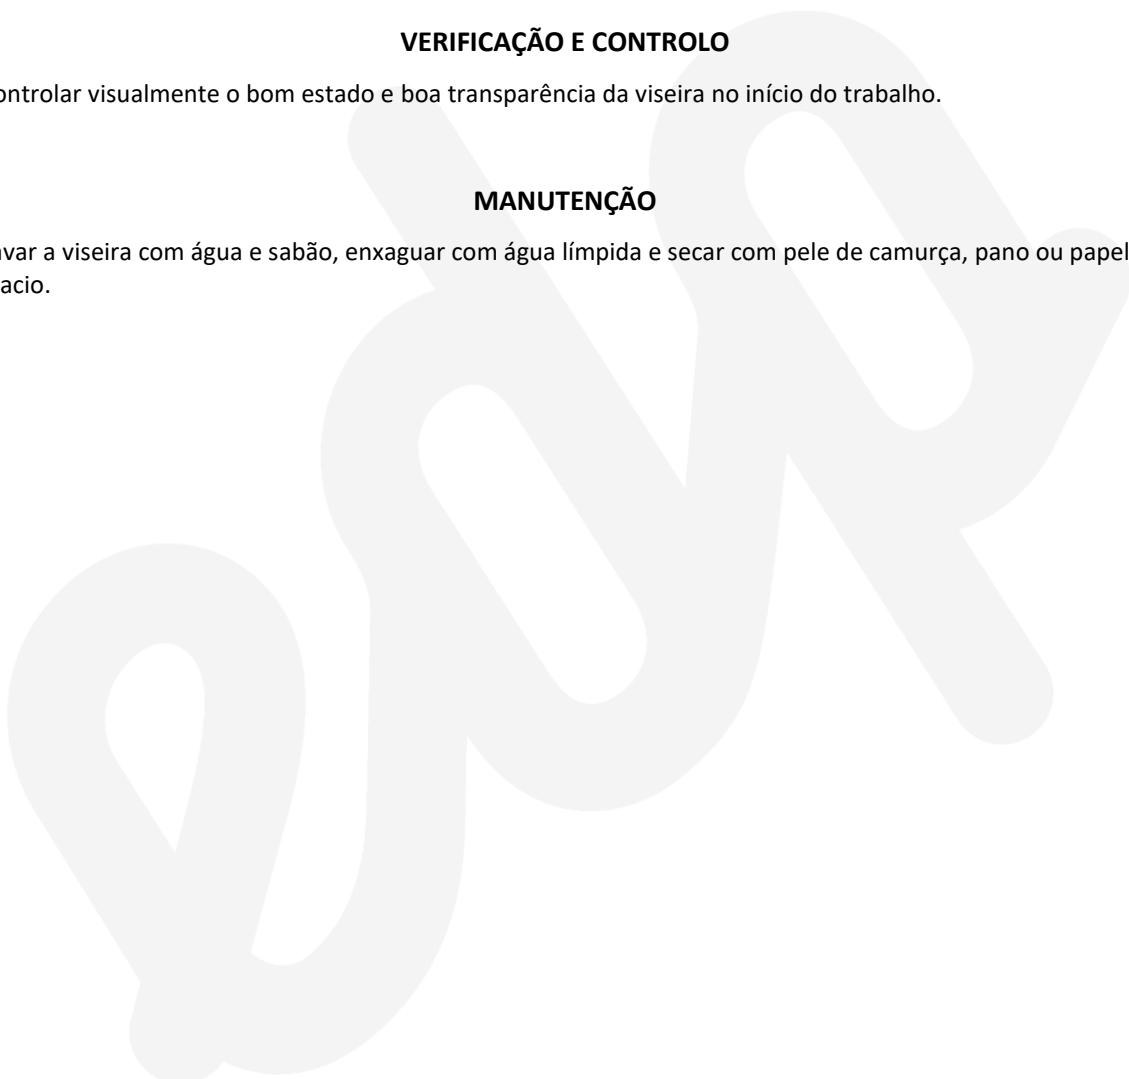 VERIFICAÇÃO E CONTROLO
ontrolar visualmente o bom estado e boa transparência da viseira no início do trabalho.
MANUTENÇÃO
avar a viseira com água e sabão, enxaguar com água límpida e secar com pele de camurça, pano ou papel
acio.
edp